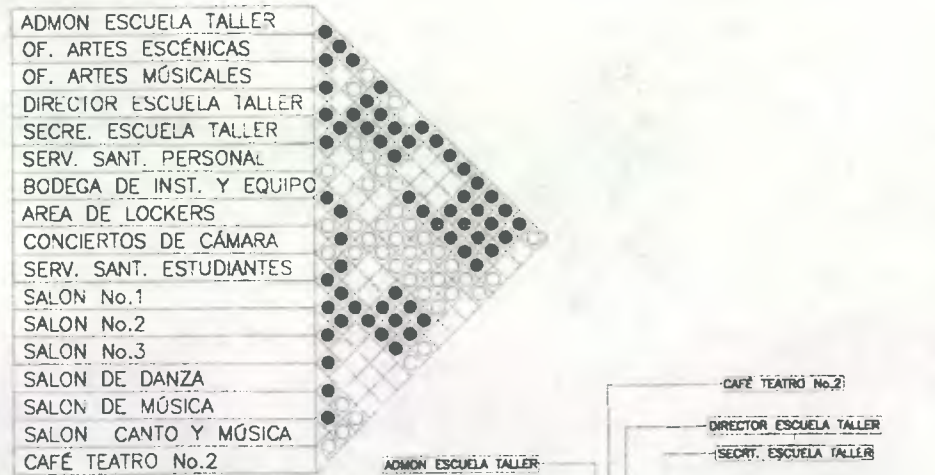 ADMON ESCUELA TALLER
OF. ARTES ESCÉNICAS
OF. ARTES MÚSICALES
DIRECTOR ESCUELA TALLER
SECRE. ESCUELA TALLER
SERV. SANT. PERSONAL
BODEGA DE INST. Y EQUIPO
AREA DE LOCKERS
CONCIERTOS DE CÁMARA
SERV. SANT. ESTUDIANTES
SALON No.1
SALON No.2
SALON No.3
SALON DE DANZA
SALON DE MÚSICA
SALON CANTO Y MÚSICA
CAFÉ TEATRO No.2
CAFÉ TEATRO No.2
DIRECTOR ESCUELA TALLER
SECRT. ESCUELA TALLER
ADMON ESCUELA TALLER